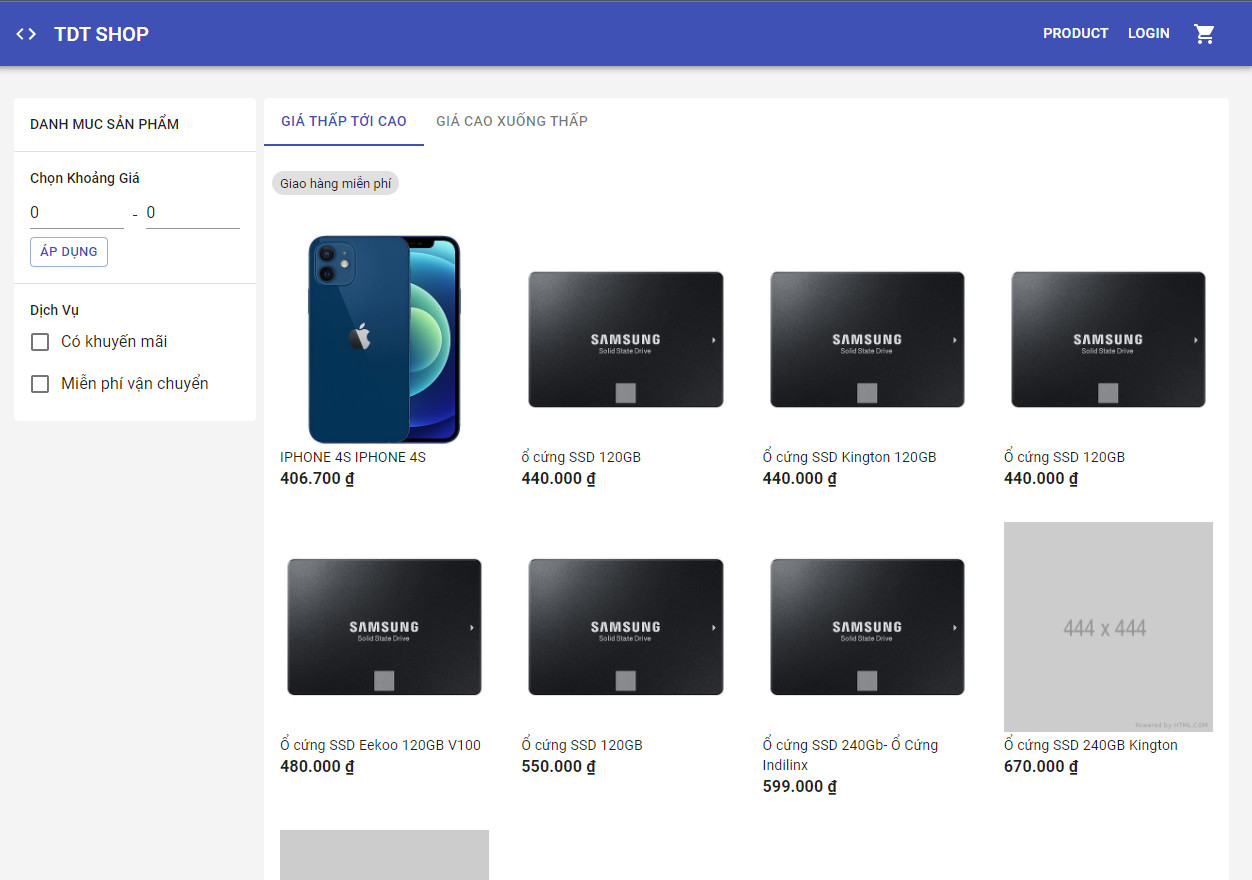 TDT SHOP
PRODUCT LOGIN
DANH MUC SẢN PHẨM
Chọn Khoảng Giá
0 - 0
ÁP DỤNG
Dịch Vụ
Có khuyến mãi
Miễn phí vận chuyển
GIÁ THẤP TỚI CAO GIÁ CAO XUỐNG THẤP
Giao hàng miễn phí
IPHONE 4S IPHONE 4S
406.700 ₫
SAMSUNG
Solid State Drive
ổ cứng SSD 120GB
440.000 ₫
SAMSUNG
Solid State Drive
Ổ cứng SSD Kington 120GB
440.000 ₫
SAMSUNG
Solid State Drive
Ổ cứng SSD 120GB
440.000 ₫
SAMSUNG
Solid State Drive
Ổ cứng SSD Eekoo 120GB V100
480.000 ₫
SAMSUNG
Solid State Drive
Ổ cứng SSD 120GB
550.000 ₫
SAMSUNG
Solid State Drive
Ổ cứng SSD 240Gb- Ổ Cứng
Indilinx
599.000 ₫
444 x 444
Powered by HTML.COM
Ổ cứng SSD 240GB Kington
670.000 ₫